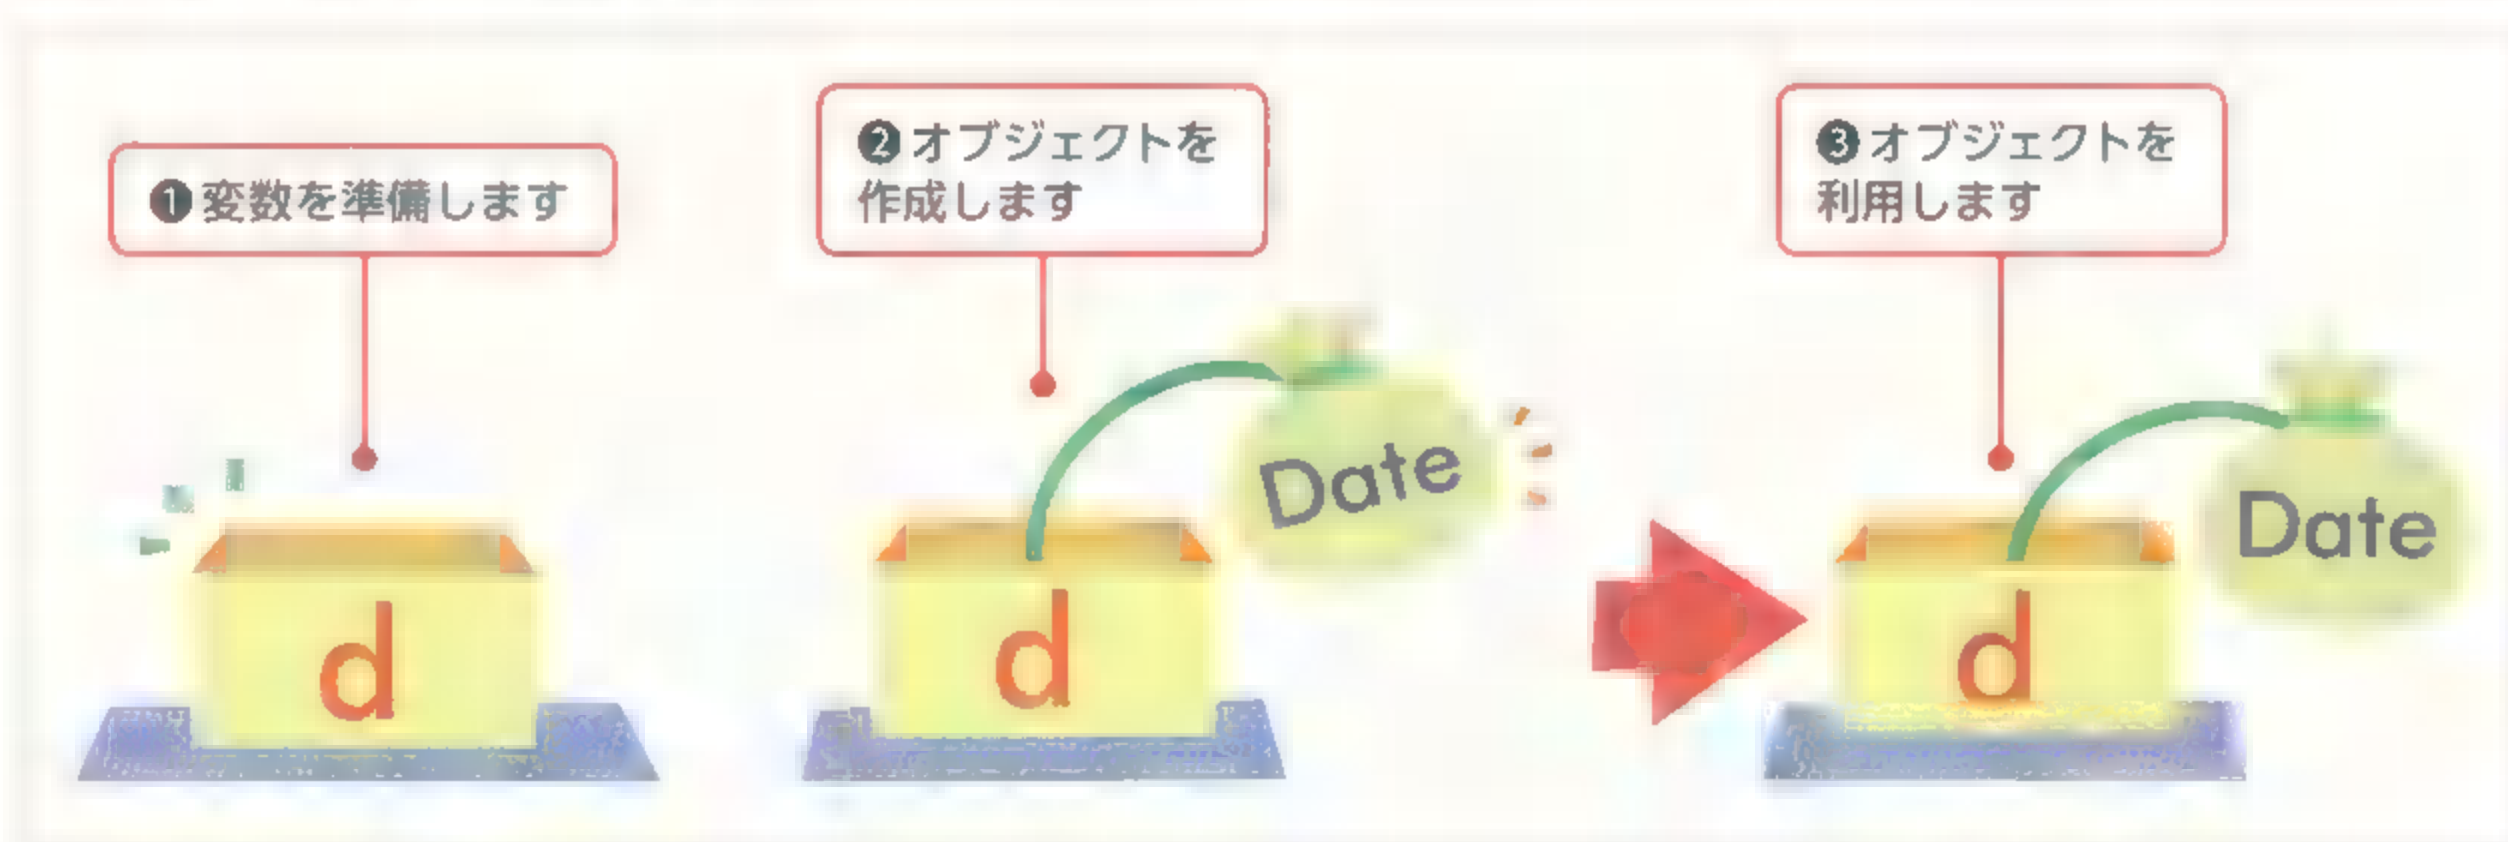 ❶変数を準備します
❷オブジェクトを
作成します
❸オブジェクトを
利用します
Date
Date
d
d
d